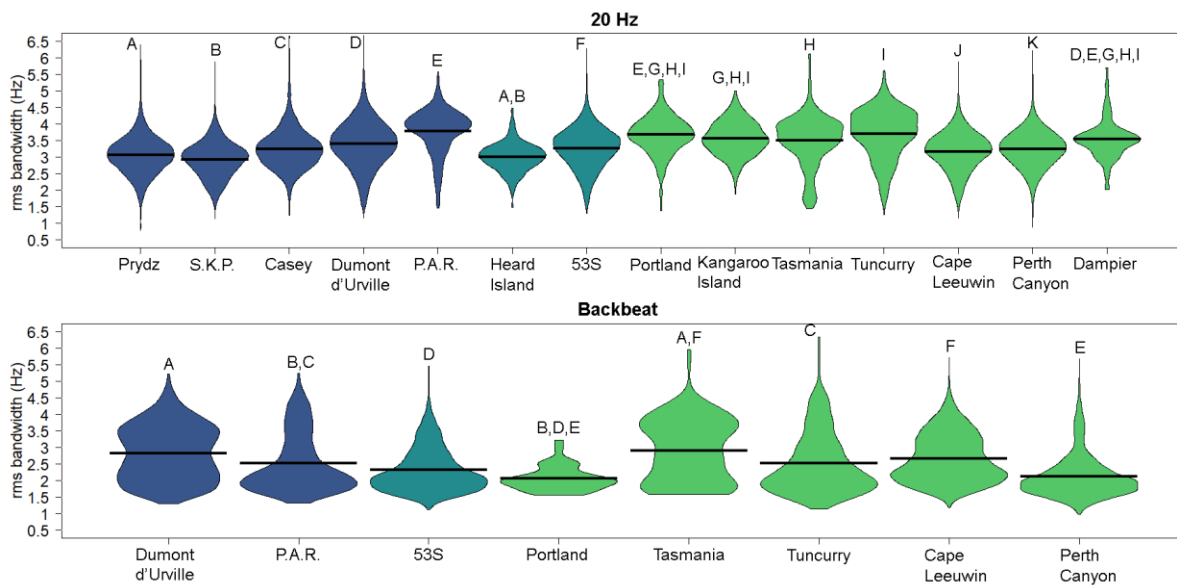 20 Hz
rms bandwidth (Hz)
6.5
6
5.5
5
4.5
4
3.5
3
2.5
2
1.5
1
0.5
A
B
C
D
E
A,B
F
E,G,H,I
G,H,I
H
I
J
K
D,E,G,H,I
Prydz
S.K.P.
Casey
Dumont
d'Urville
P.A.R.
Heard
Island
53S
Portland
Kangaroo
Island
Tasmania
Tuncurry
Cape
Leeuwin
Perth
Canyon
Dampier
Backbeat
rms bandwidth (Hz)
6.5
6
5.5
5
4.5
4
3.5
3
2.5
2
1.5
1
0.5
A
B,C
D
B,D,E
A,F
C
F
E
Dumont
d'Urville
P.A.R.
53S
Portland
Tasmania
Tuncurry
Cape
Leeuwin
Perth
Canyon